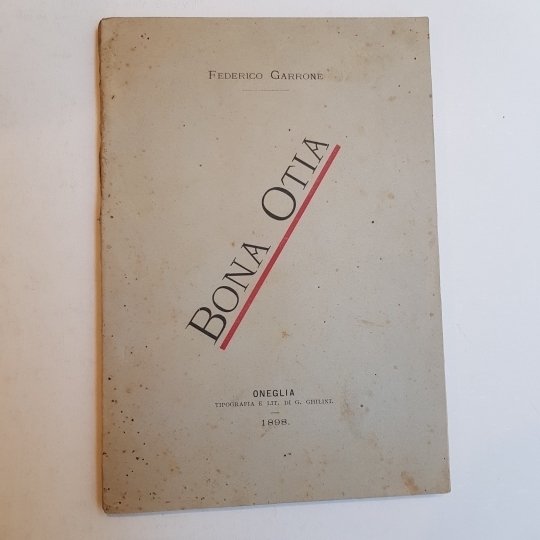 FEDERICO GARRONE
BONA OTIA
ONEGLIA
TIPOGRAFIA E LIT. DI G. GHILINI.
1898.